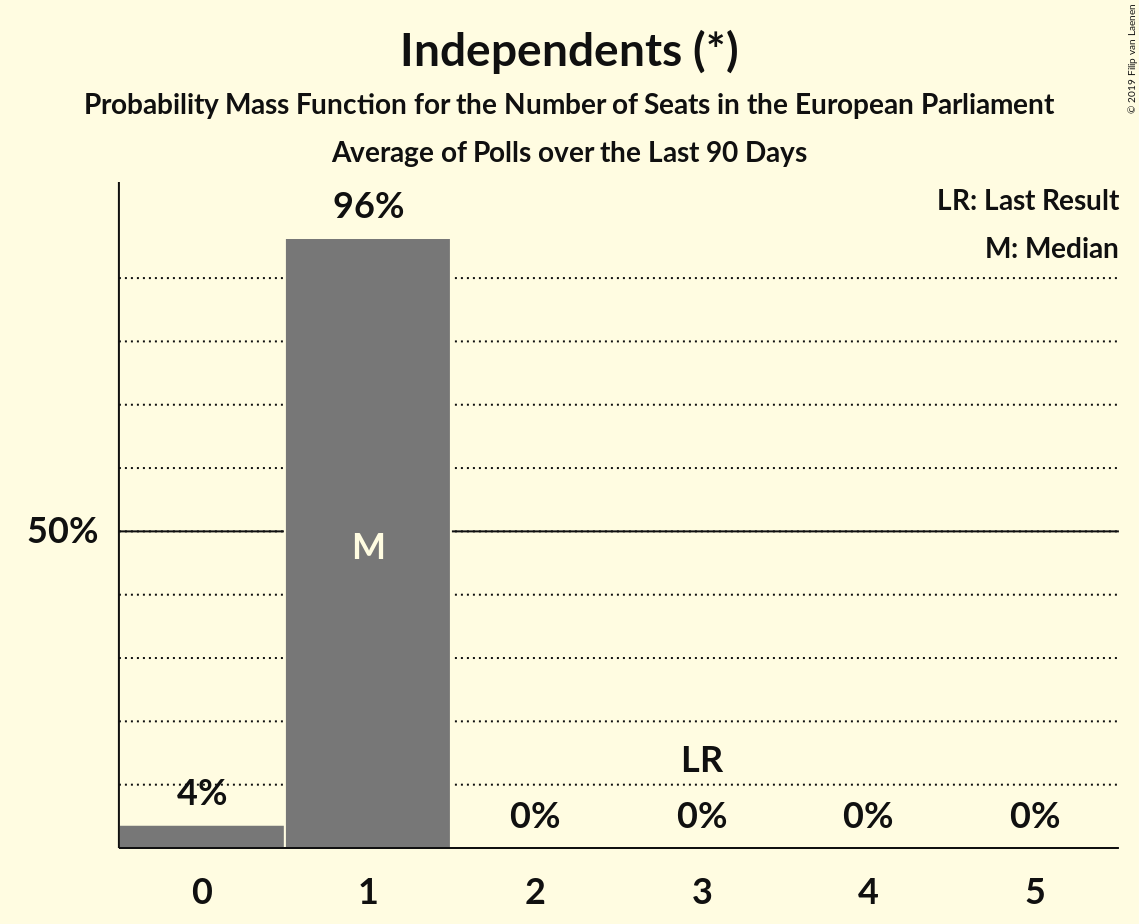 Independents (*)
Probability Mass Function for the Number of Seats in the European Parliament
Average of Polls over the Last 90 Days
© 2019 Filip van Laenen
LR: Last Result
M: Median
96%
50%
M
LR
4%
0%
0%
0%
0%
0
1
2
3
4
5